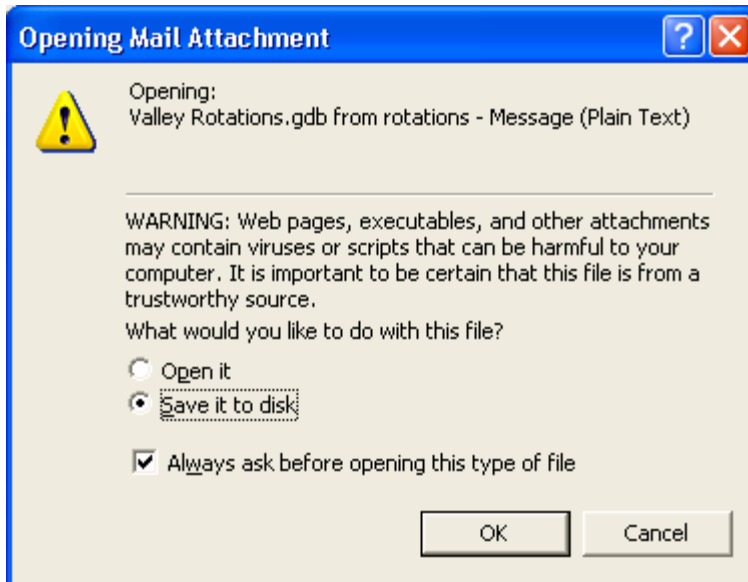 Opening Mail Attachment
Opening:
Valley Rotations.gdb from rotations - Message (Plain Text)
WARNING: Web pages, executables, and other attachments
may contain viruses or scripts that can be harmful to your
computer. It is important to be certain that this file is from a
trustworthy source.
What would you like to do with this file?
Open it
Save it to disk
Always ask before opening this type of file
OK
Cancel